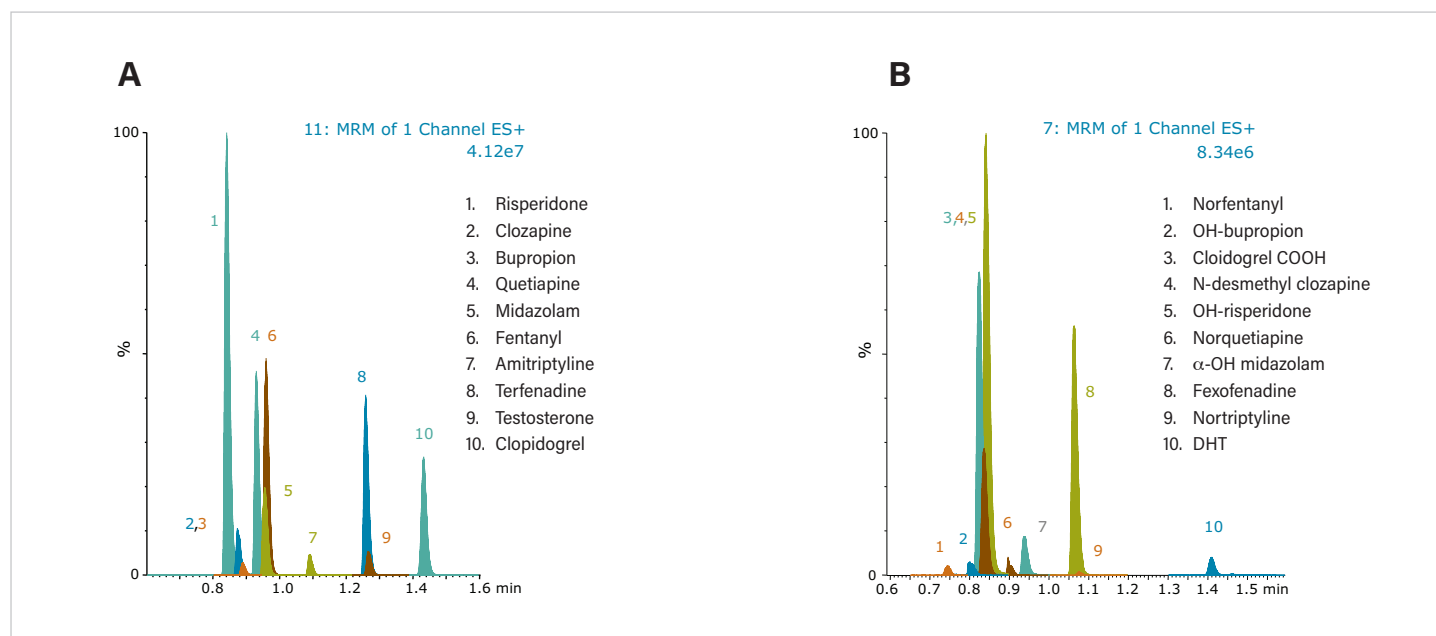 A
11: MRM of 1 Channel ES+
4.12e7
100
%
0
1
2,3
4
6
5
7
8
9
10
0.8
1.0
1.2
1.4
1.6 min
1. Risperidone
2. Clozapine
3. Bupropion
4. Quetiapine
5. Midazolam
6. Fentanyl
7. Amitriptyline
8. Terfenadine
9. Testosterone
10. Clopidogrel
B
7: MRM of 1 Channel ES+
8.34e6
100
%
0
3,4,5
1
2
6
7
8
9
10
0.6
0.7
0.8
0.9
1.0
1.1
1.2
1.3
1.4
1.5 min
1. Norfentanyl
2. OH-bupropion
3. Cloidogrel COOH
4. N-desmethyl clozapine
5. OH-risperidone
6. Norquetiapine
7. α-OH midazolam
8. Fexofenadine
9. Nortriptyline
10. DHT